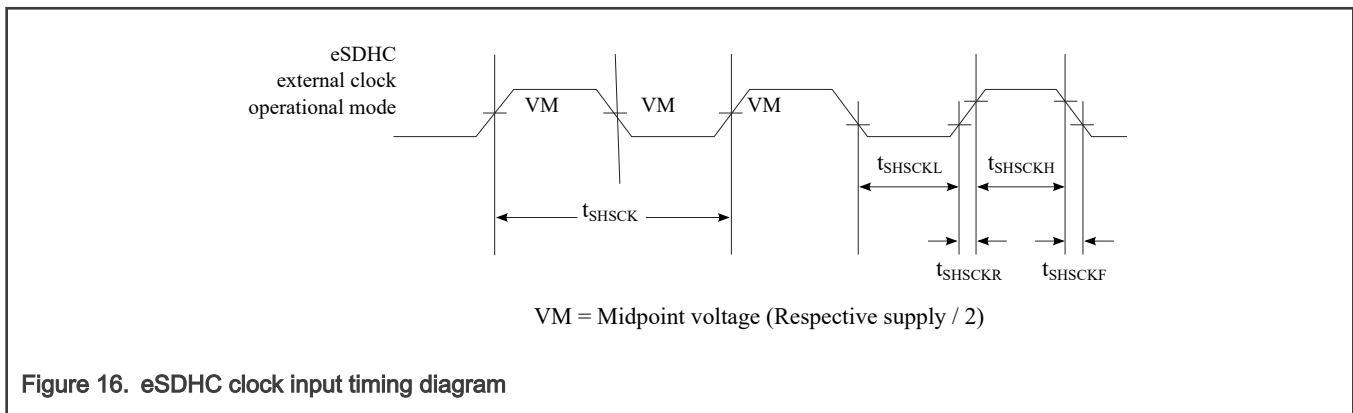 eSDHC
external clock
operational mode
VM VM VM
tSHSCKL tSHSCKH
tSHSCK
tSHSCKR tSHSCKF
VM = Midpoint voltage (Respective supply / 2)
Figure 16. eSDHC clock input timing diagram